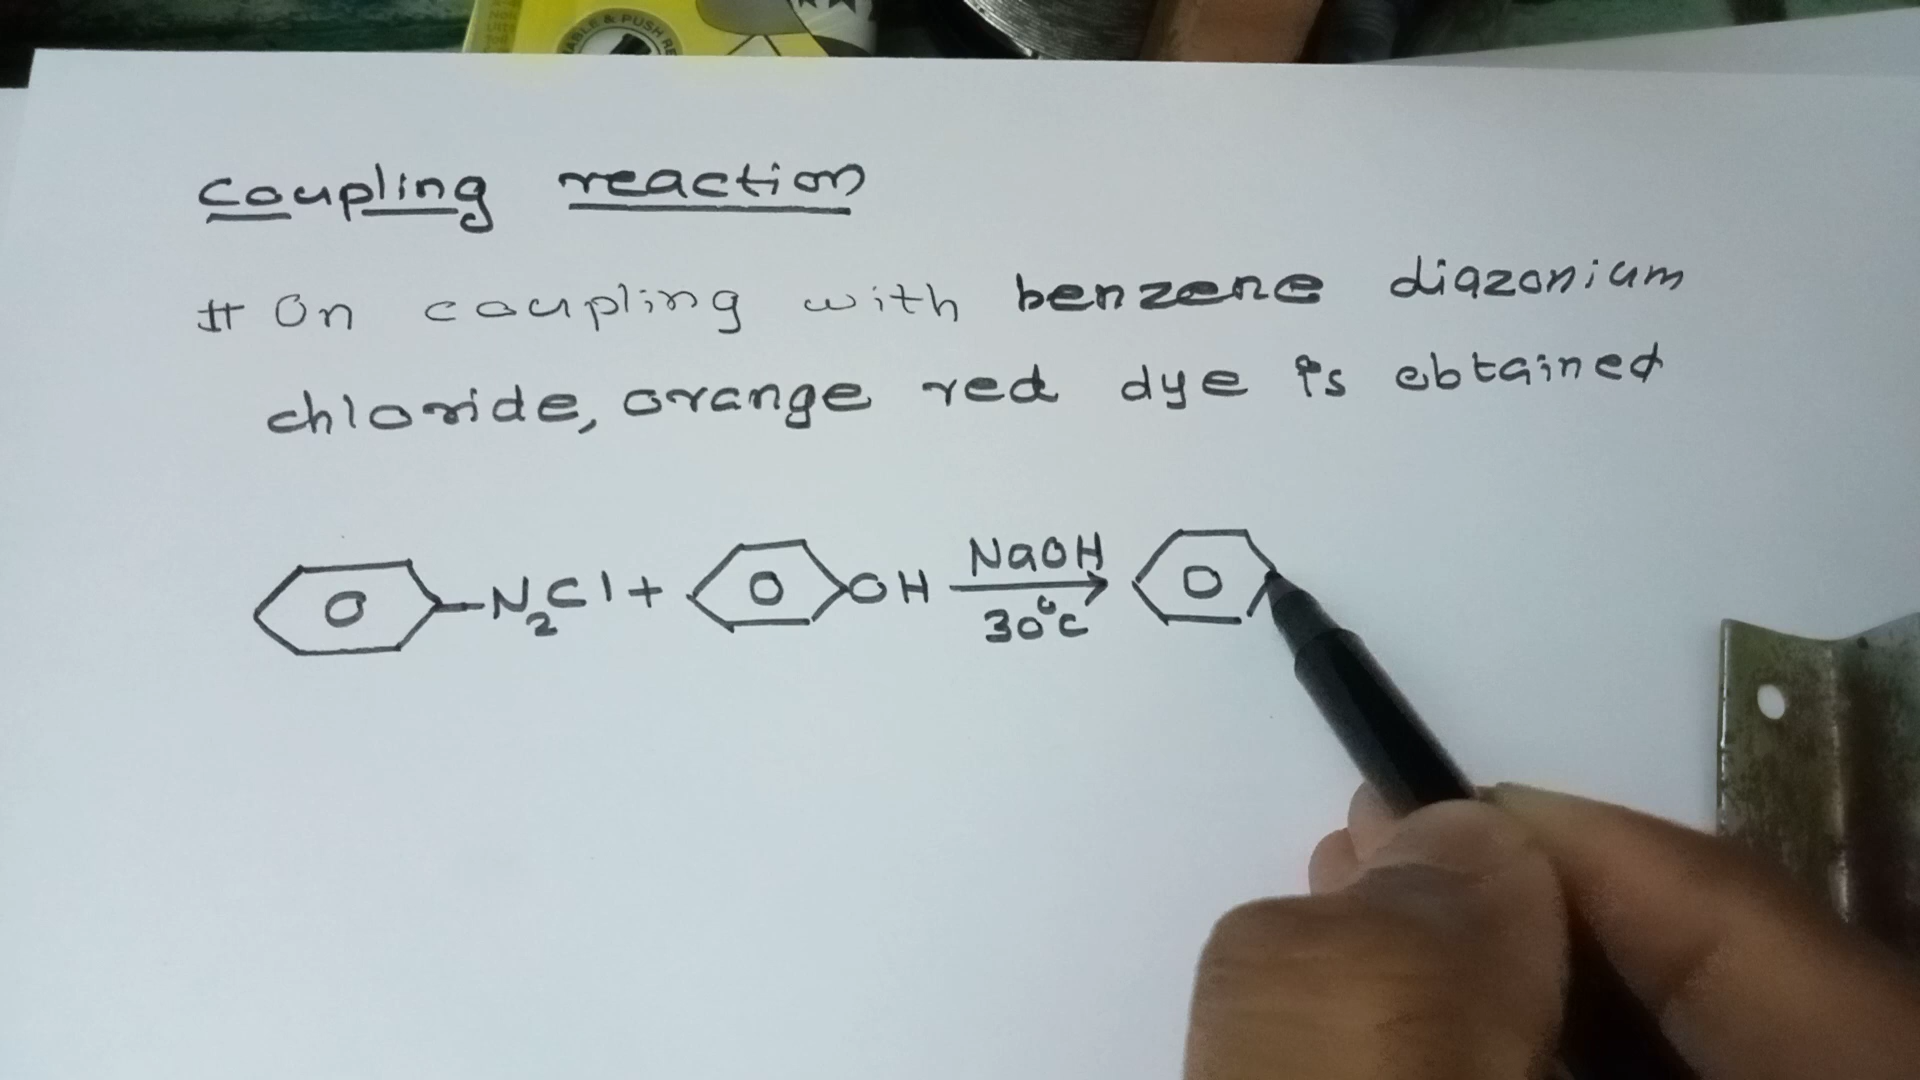 Coupling reaction
# On coupling with benzene diazonium
chloride, orange red dye is obtained
N2Cl + OH NaOH
30°C